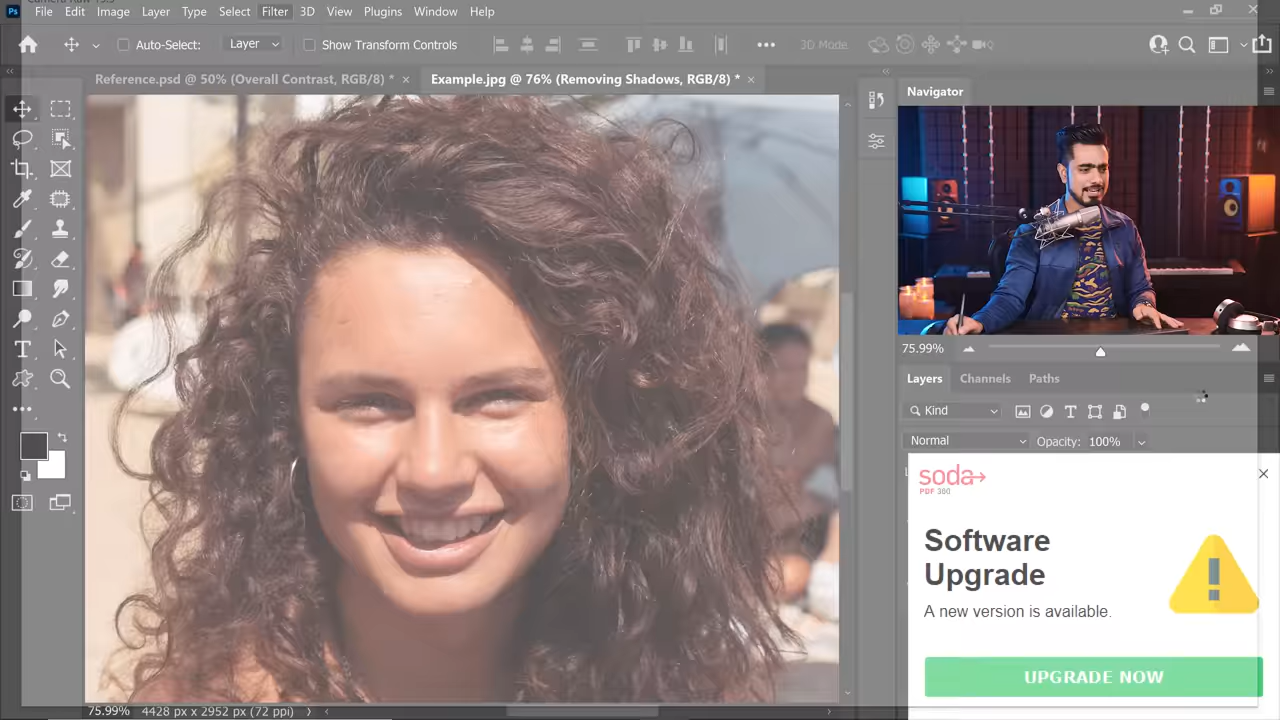 Ps File Edit Image Layer Type Select Filter 3D View Plugins Window Help
Auto-Select: Layer Show Transform Controls 3D Mode
Reference.psd @ 50% (Overall Contrast, RGB/8) * × Example.jpg @ 76% (Removing Shadows, RGB/8) * ×
Navigator
75.99%
Layers Channels Paths
Kind
Normal Opacity: 100%
soda
PDF 360
Software
Upgrade
A new version is available.
UPGRADE NOW
75.99% 4428 px x 2952 px (72 ppi)